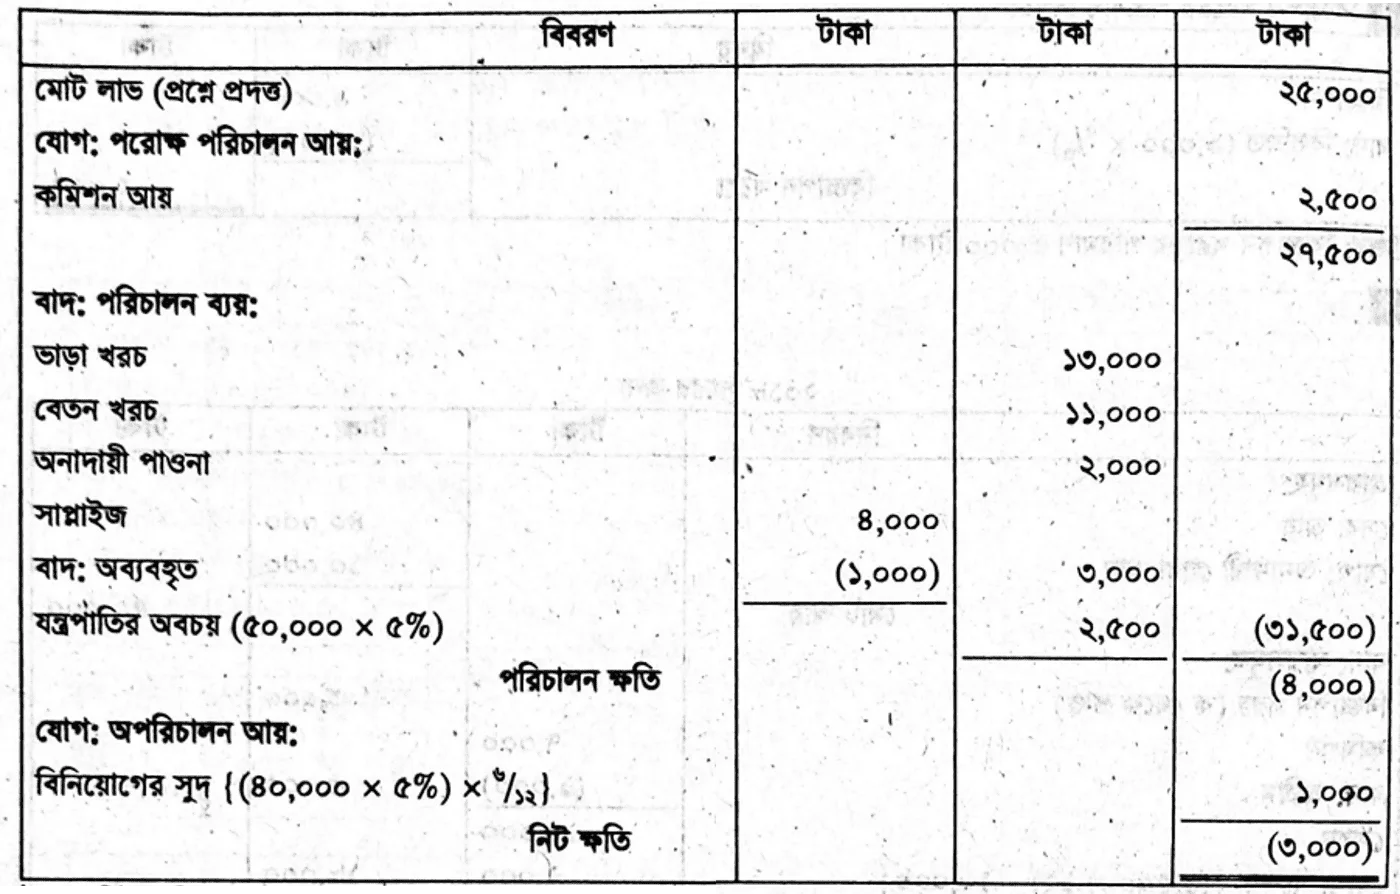 বিবরণ টাকা টাকা টাকা
মোট লাভ (প্রশ্নে প্রদত্ত) ২৫,০০০
যোগ: পরোক্ষ পরিচালন আয়:
কমিশন আয় ২,৫০০
২৭,৫০০
বাদ: পরিচালন ব্যয়:
ভাড়া খরচ ১৩,০০০
বেতন খরচ ১১,০০০
অনাদায়ী পাওনা ২,০০০
সাপ্লাইজ ৪,০০০
বাদ: অব্যবহৃত (১,০০০) ৩,০০০
যন্ত্রপাতির অবচয় (৫০,০০০ × ৫%) ২,৫০০ (৩১,৫০০)
পরিচালন ক্ষতি (৪,০০০)
যোগ: অপরিচালন আয়:
বিনিয়োগের সুদ {(৪০,০০০ × ৫%) × ৬/১২} ১,০০০
নিট ক্ষতি (৩,০০০)